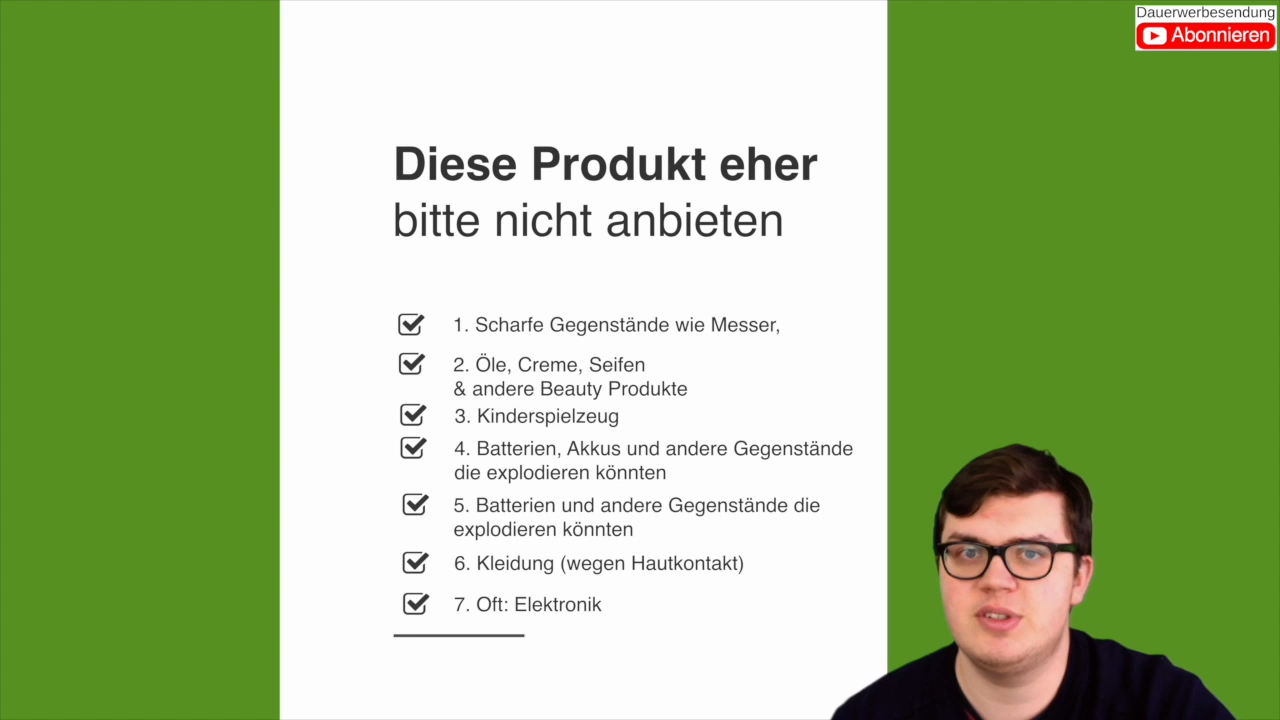 Dauerwerbesendung
Abonnieren
Diese Produkt eher
bitte nicht anbieten
1. Scharfe Gegenstände wie Messer,
2. Öle, Creme, Seifen
& andere Beauty Produkte
3. Kinderspielzeug
4. Batterien, Akkus und andere Gegenstände
die explodieren könnten
5. Batterien und andere Gegenstände die
explodieren könnten
6. Kleidung (wegen Hautkontakt)
7. Oft: Elektronik